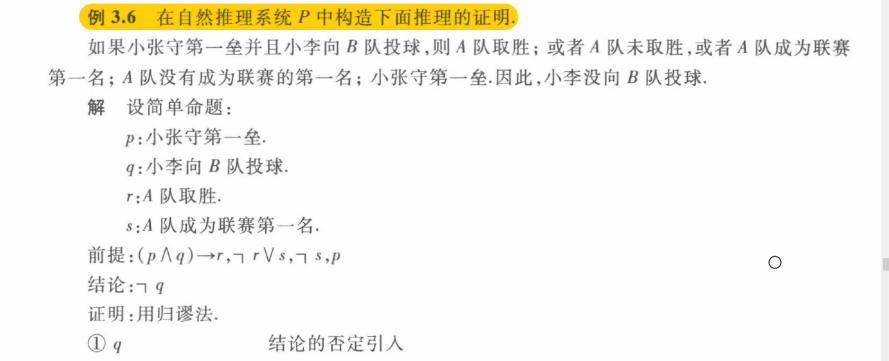 例 3.6 在自然推理系统 P 中构造下面推理的证明.
如果小张守第一垒并且小李向 B 队投球,则 A 队取胜; 或者 A 队未取胜,或者 A 队成为联赛
第一名; A 队没有成为联赛的第一名; 小张守第一垒.因此,小李没向 B 队投球.
解 设简单命题:
p:小张守第一垒.
q:小李向 B 队投球.
r:A 队取胜.
s:A 队成为联赛第一名.
前提:(p∧q)→r,┐r∨s,┐s,p
结论:┐q
证明:用归谬法.
① q 结论的否定引入